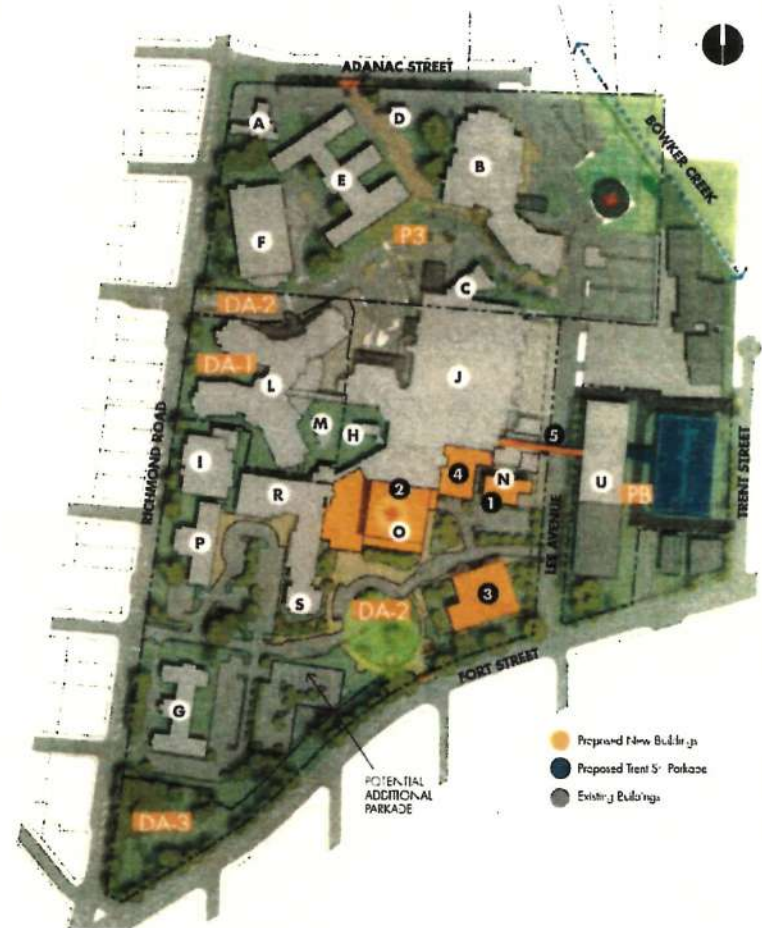 ADANAC STREET
BOWKER CREEK
A
D
B
E
F
P3
C
DA-2
DA-1
L
J
M
H
5
I
4
N
U
R
2
1
PB
RICHMOND ROAD
TRENT STREET
LEE AVENUE
O
P
3
S
DA-2
FORT STREET
G
Proposed New Buildings
Proposed Trent St. Parkade
Existing Buildings
POTENTIAL
ADDITIONAL
PARKADE
DA-3